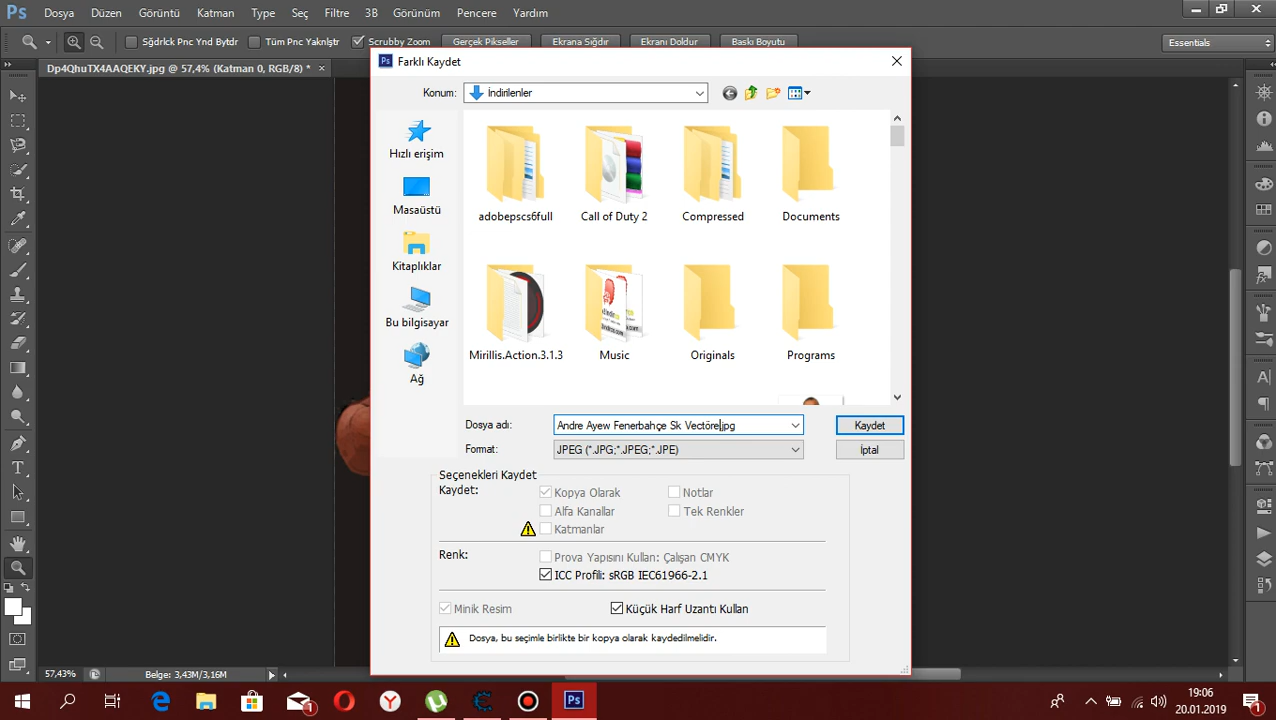 Ps Dosya Düzen Görüntü Katman Type Seç Filtre 3B Görünüm Pencere Yardım
Sğdrlck Pnc Ynd Bytdr Tüm Pnc Yaknlştr Scrubby Zoom Gerçek Pikseller Ekrana Sığdır Ekranı Doldur Baskı Boyutu Essentials
Dp4QhuTX4AAQEKY.jpg @ 57,4% (Katman 0, RGB/8) * ×
Ps Farklı Kaydet
Konum: İndirilenler
Hızlı erişim
Masaüstü
Kitaplıklar
Bu bilgisayar
Ağ
adobepscs6full Call of Duty 2 Compressed Documents
Mirillis.Action.3.1.3 Music Originals Programs
Dosya adı: Andre Ayew Fenerbahçe Sk Vectöre.jpg Kaydet
Format: JPEG (*.JPG;*.JPEG;*.JPE) İptal
Seçenekleri Kaydet
Kaydet: Kopya Olarak Notlar
Alfa Kanallar Tek Renkler
Katmanlar
Renk: Prova Yapısını Kullan: Çalışan CMYK
ICC Profili: sRGB IEC61966-2.1
Minik Resim Küçük Harf Uzantı Kullan
Dosya, bu seçimle birlikte bir kopya olarak kaydedilmelidir.
57,43% Belge: 3,43M/3,16M
1 Ps 19:06
20.01.2019 1